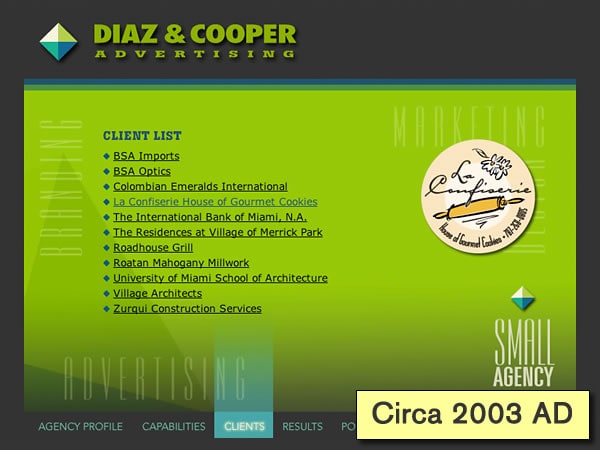 DIAZ & COOPER
ADVERTISING
BRANDING
MARKETING
CLIENT LIST
BSA Imports
BSA Optics
Colombian Emeralds International
La Confiserie House of Gourmet Cookies
The International Bank of Miami, N.A.
The Residences at Village of Merrick Park
Roadhouse Grill
Roatan Mahogany Millwork
University of Miami School of Architecture
Village Architects
Zurqui Construction Services
La
Confiserie
House of Gourmet Cookies
SMALL
AGENCY
ADVERTISING
AGENCY PROFILE
CAPABILITIES
CLIENTS
RESULTS
PO
Circa 2003 AD